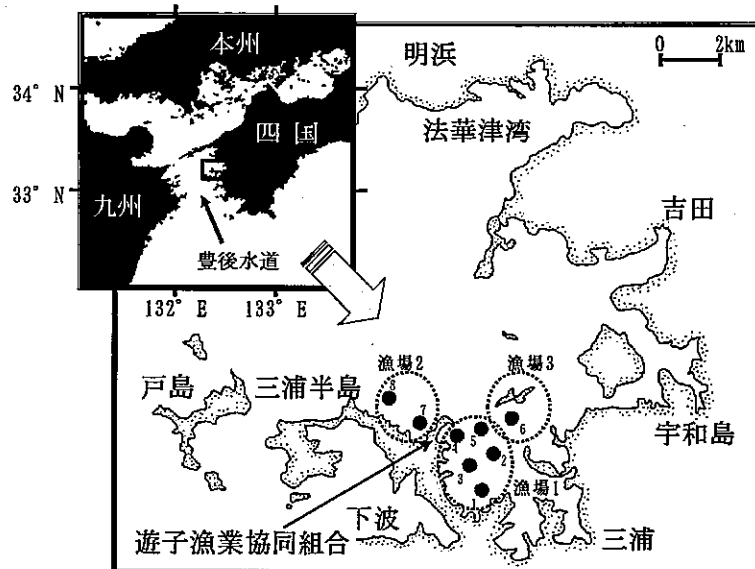 本州
34° N
四国
33° N
九州
豊後水道
132° E
133° E
明浜
0 2km
法華津湾
吉田
戸島
三浦半島
漁場2
漁場3
8
7
6
5
4
3
2
1
漁場1
宇和島
下波
三浦
遊子漁業協同組合